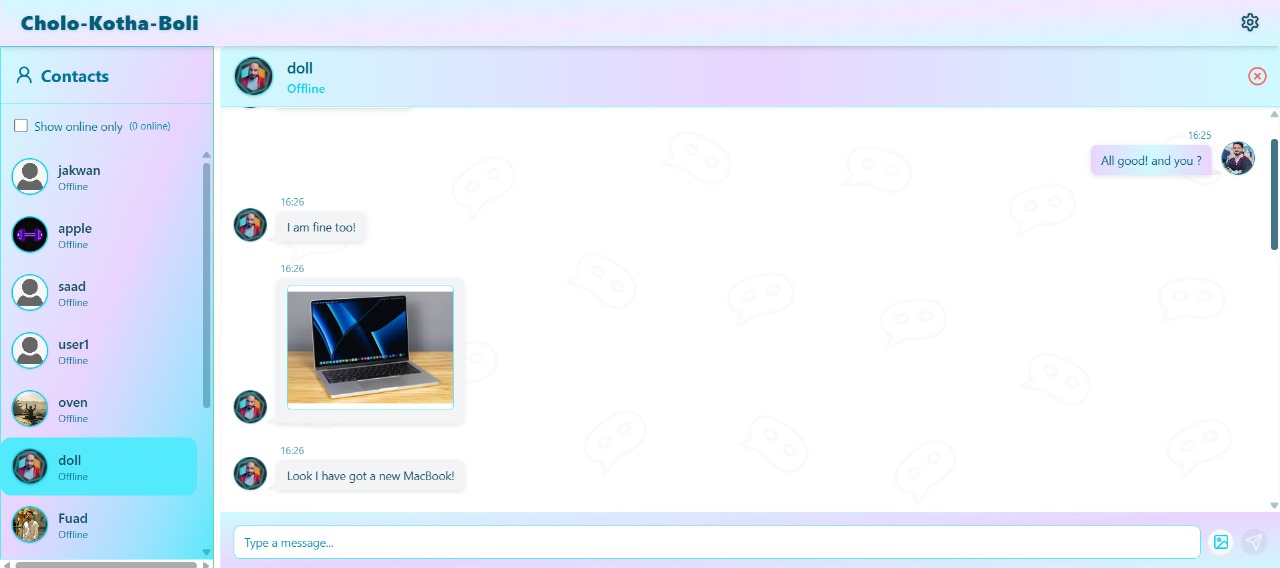 Cholo-Kotha-Boli
Contacts
Show online only (0 online)
jakwan
Offline
apple
Offline
saad
Offline
user1
Offline
oven
Offline
doll
Offline
Fuad
Offline
doll
Offline
16:25
All good! and you ?
16:26
I am fine too!
16:26
16:26
Look I have got a new MacBook!
Type a message...